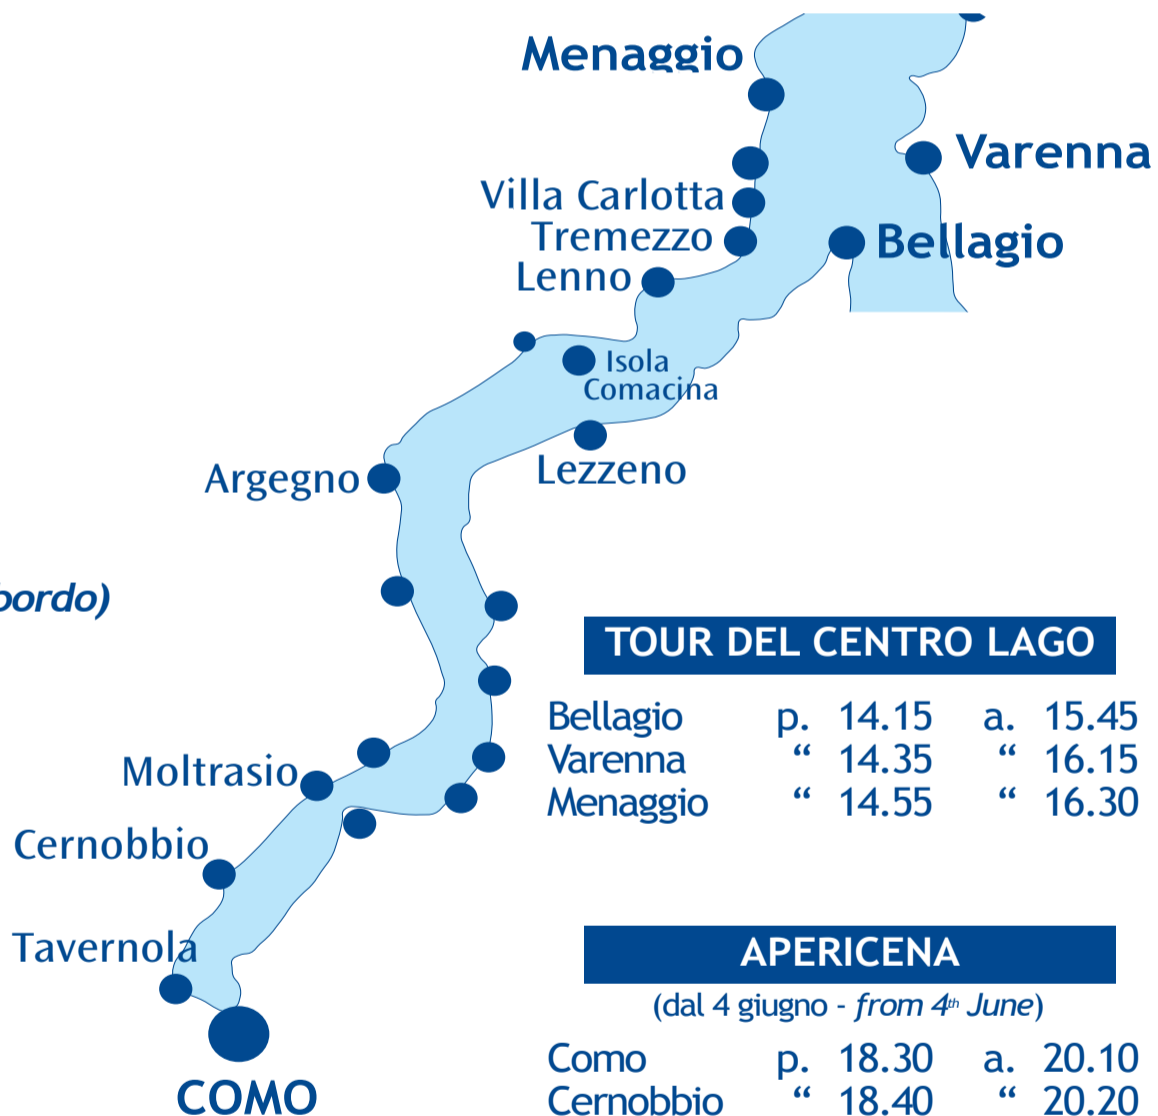 Menaggio
Varenna
Villa Carlotta
Tremezzo
Bellagio
Lenno
Isola
Comacina
Lezzeno
Argegno
bordo)
TOUR DEL CENTRO LAGO
Bellagio p. 14.15 a. 15.45
Varenna “ 14.35 “ 16.15
Menaggio “ 14.55 “ 16.30
Moltrasio
Cernobbio
Tavernola
COMO
APERICENA
(dal 4 giugno - from 4th June)
Como p. 18.30 a. 20.10
Cernobbio “ 18.40 “ 20.20